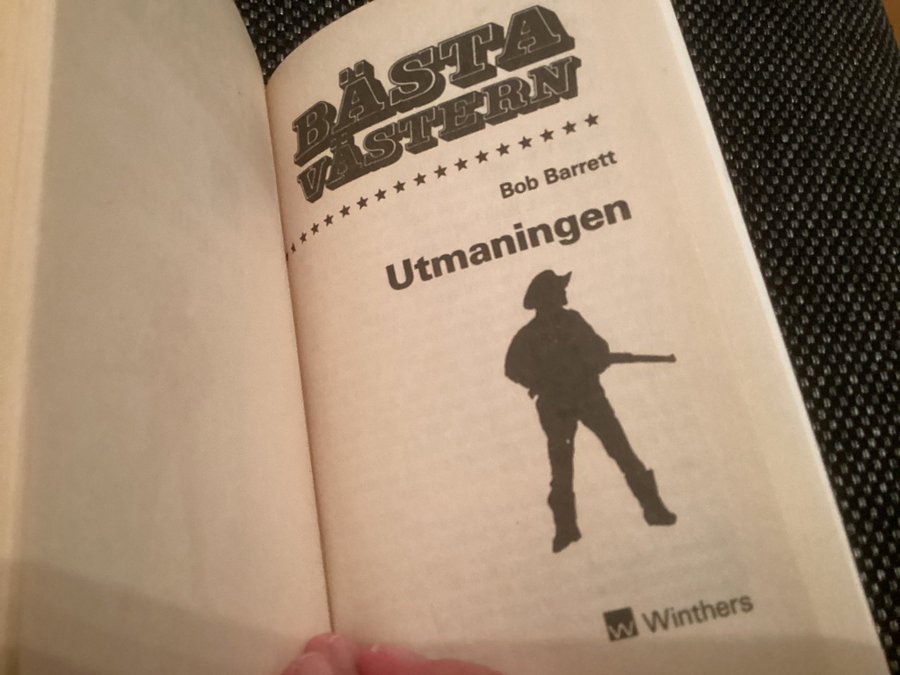 BÄSTA
VÄSTERN
Bob Barrett
Utmaningen
W Winthers